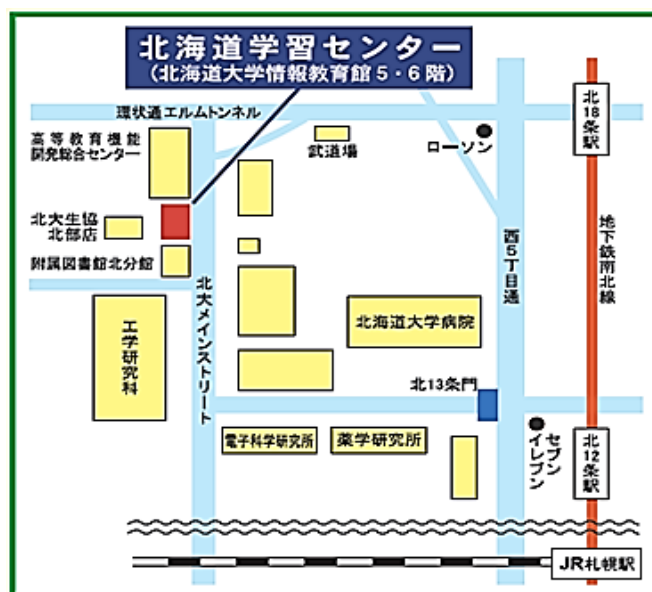 北海道学習センター
(北海道大学情報教育館5・6階)
環状通エルムトンネル
高等教育機能
開発総合センター
武道場
ローソン
北18条駅
北大生協
北部店
附属図書館北分館
北大メインストリート
西5丁目通
地下鉄南北線
工学研究科
北海道大学病院
北13条門
電子科学研究所
薬学研究所
セブン
イレブン
北12条駅
JR札幌駅